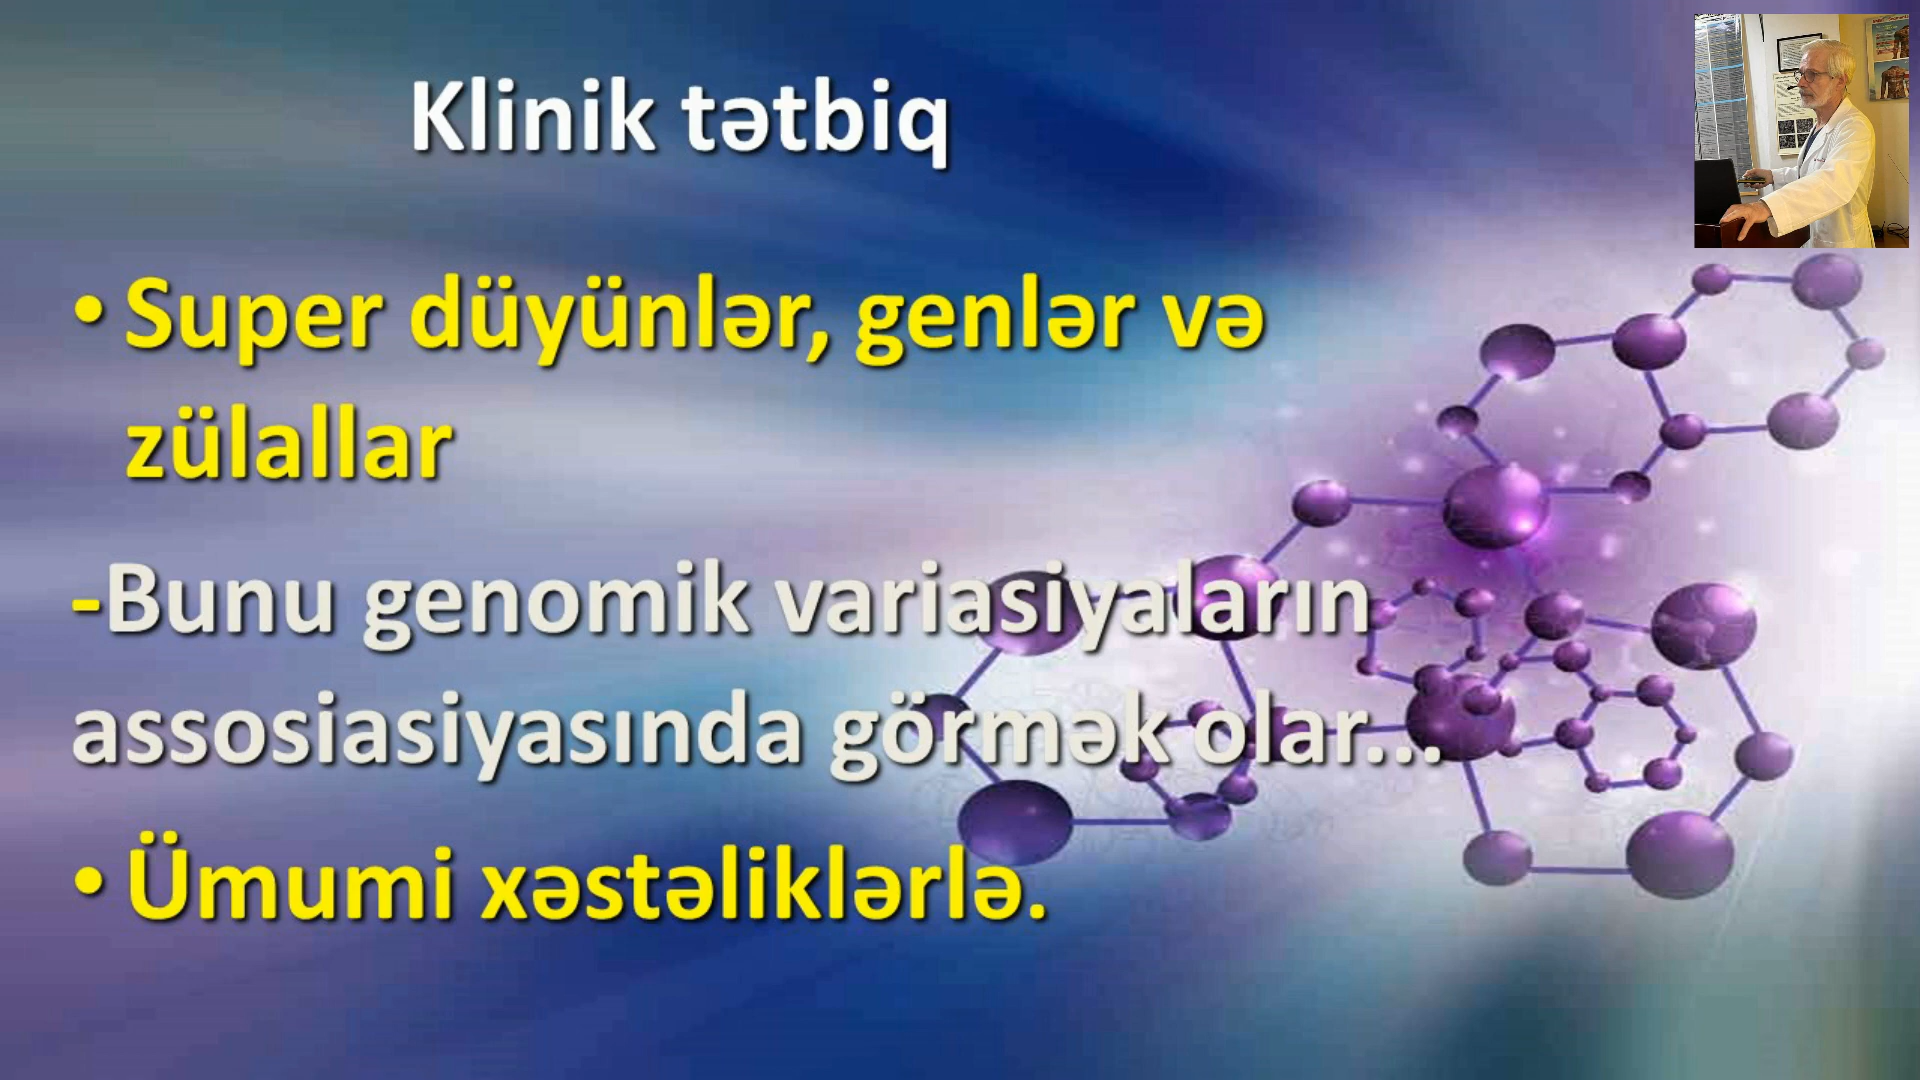 Klinik tətbiq
• Super düyünlər, genlər və
zülallar
-Bunu genomik variasiyaların
assosiasiyasında görmək olar...
• Ümumi xəstəliklərlə.